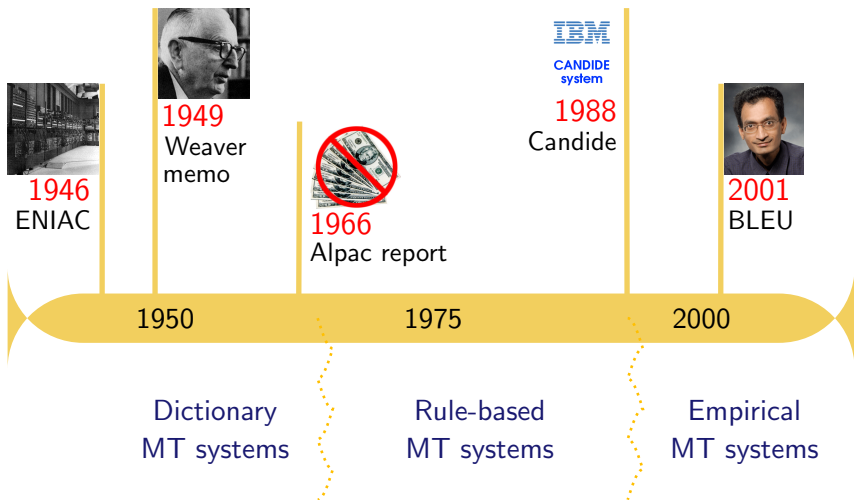 1946
ENIAC
1949
Weaver
memo
1966
Alpac report
IBM
CANDIDE
system
1988
Candide
2001
BLEU
1950
1975
2000
Dictionary
MT systems
Rule-based
MT systems
Empirical
MT systems